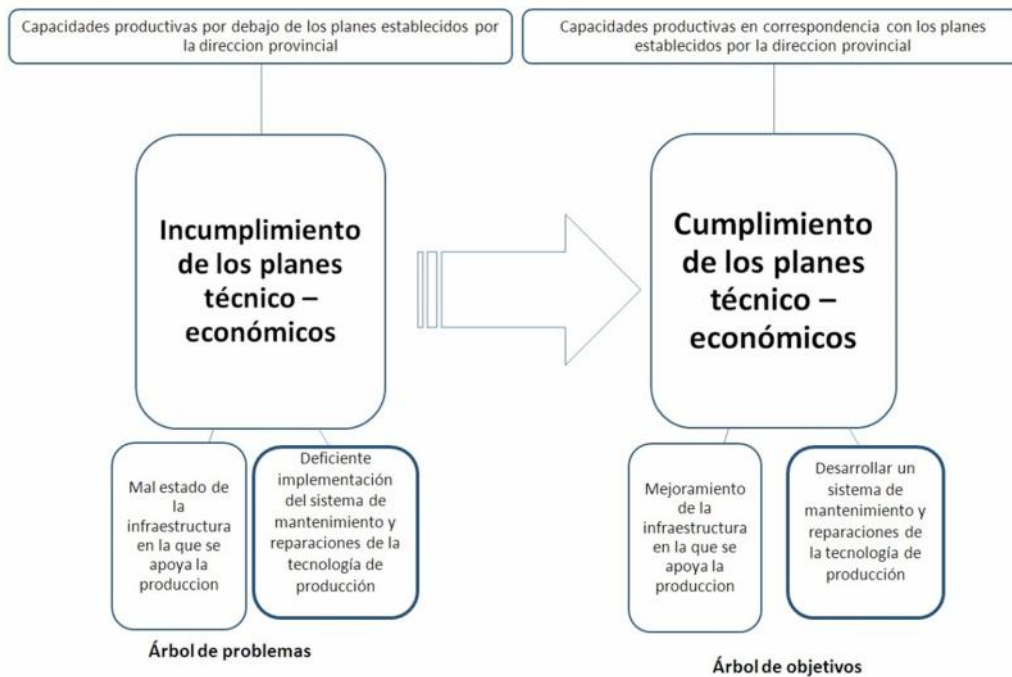 Capacidades productivas por debajo de los planes establecidos por
la direccion provincial
Capacidades productivas en correspondencia con los planes
establecidos por la direccion provincial
Incumplimiento
de los planes
técnico –
económicos
Cumplimiento
de los planes
técnico –
económicos
Mal estado de
la
infraestructura
en la que se
apoya la
produccion
Deficiente
implementación
del sistema de
mantenimiento y
reparaciones de la
tecnología de
producción
Mejoramiento
de la
infraestructura
en la que se
apoya la
produccion
Desarrollar un
sistema de
mantenimiento y
reparaciones de
la tecnología de
producción
Árbol de problemas
Árbol de objetivos